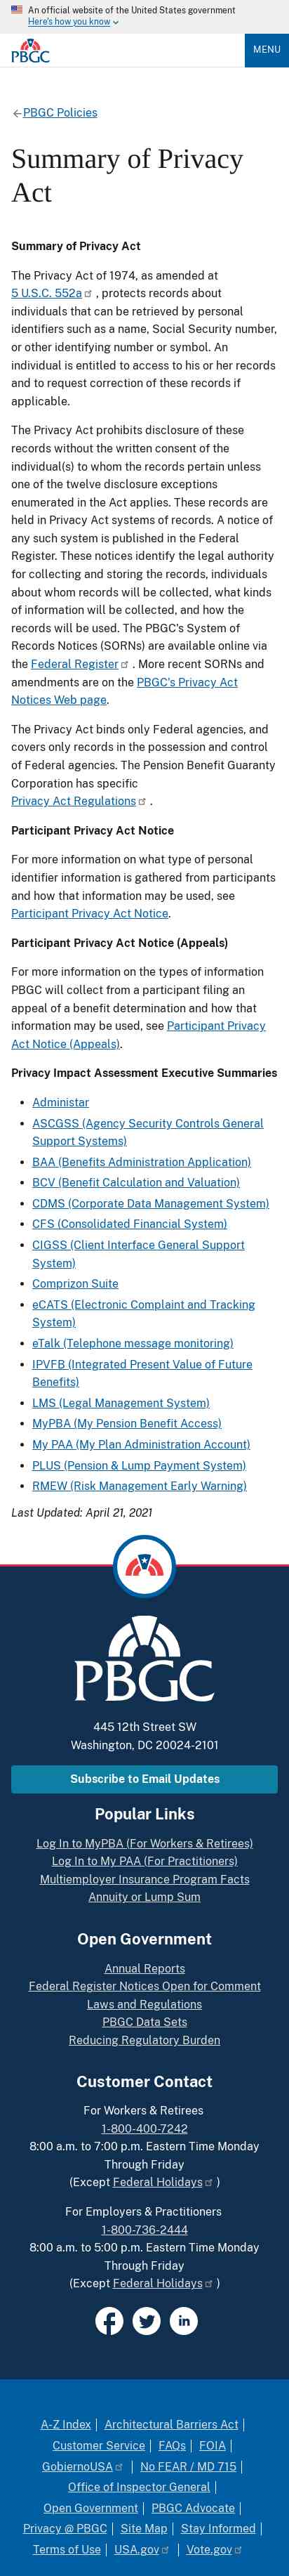 An official website of the United States government
Here's how you know
PBGC
MENU
PBGC Policies
Summary of Privacy
Act
Summary of Privacy Act
The Privacy Act of 1974, as amended at
5 U.S.C. 552a , protects records about
individuals that can be retrieved by personal
identifiers such as a name, Social Security number,
or other identifying number or symbol. An
individual is entitled to access to his or her records
and to request correction of these records if
applicable.
The Privacy Act prohibits disclosure of these
records without the written consent of the
individual(s) to whom the records pertain unless
one of the twelve disclosure exceptions
enumerated in the Act applies. These records are
held in Privacy Act systems of records. A notice of
any such system is published in the Federal
Register. These notices identify the legal authority
for collecting and storing the records, individuals
about whom records will be collected, what kinds
of information will be collected, and how the
records will be used. The PBGC's System of
Records Notices (SORNs) are available online via
the Federal Register . More recent SORNs and
amendments are on the PBGC's Privacy Act
Notices Web page.
The Privacy Act binds only Federal agencies, and
covers only records in the possession and control
of Federal agencies. The Pension Benefit Guaranty
Corporation has specific
Privacy Act Regulations .
Participant Privacy Act Notice
For more information on what type of personal
identifier information is gathered from participants
and how that information may be used, see
Participant Privacy Act Notice.
Participant Privacy Act Notice (Appeals)
For more information on the types of information
PBGC will collect from a participant filing an
appeal of a benefit determination and how that
information may be used, see Participant Privacy
Act Notice (Appeals).
Privacy Impact Assessment Executive Summaries
Administar
ASCGSS (Agency Security Controls General
Support Systems)
BAA (Benefits Administration Application)
BCV (Benefit Calculation and Valuation)
CDMS (Corporate Data Management System)
CFS (Consolidated Financial System)
CIGSS (Client Interface General Support
System)
Comprizon Suite
eCATS (Electronic Complaint and Tracking
System)
eTalk (Telephone message monitoring)
IPVFB (Integrated Present Value of Future
Benefits)
LMS (Legal Management System)
MyPBA (My Pension Benefit Access)
My PAA (My Plan Administration Account)
PLUS (Pension & Lump Payment System)
RMEW (Risk Management Early Warning)
Last Updated: April 21, 2021
PBGC
445 12th Street SW
Washington, DC 20024-2101
Subscribe to Email Updates
Popular Links
Log In to MyPBA (For Workers & Retirees)
Log In to My PAA (For Practitioners)
Multiemployer Insurance Program Facts
Annuity or Lump Sum
Open Government
Annual Reports
Federal Register Notices Open for Comment
Laws and Regulations
PBGC Data Sets
Reducing Regulatory Burden
Customer Contact
For Workers & Retirees
1-800-400-7242
8:00 a.m. to 7:00 p.m. Eastern Time Monday
Through Friday
(Except Federal Holidays )
For Employers & Practitioners
1-800-736-2444
8:00 a.m. to 5:00 p.m. Eastern Time Monday
Through Friday
(Except Federal Holidays )
A-Z Index | Architectural Barriers Act |
Customer Service | FAQs | FOIA |
GobiernoUSA | No FEAR / MD 715 |
Office of Inspector General |
Open Government | PBGC Advocate |
Privacy @ PBGC | Site Map | Stay Informed |
Terms of Use | USA.gov | Vote.gov